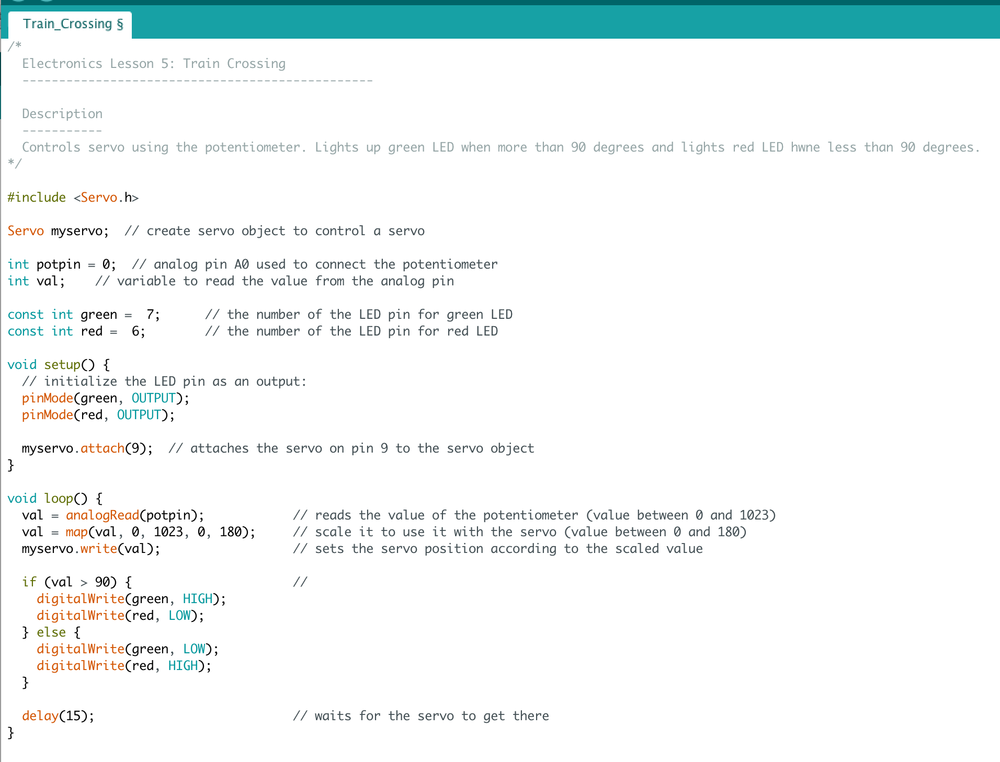 Train_Crossing §
/*
  Electronics Lesson 5: Train Crossing
  ------------------------------------------------

  Description
  -----------
  Controls servo using the potentiometer. Lights up green LED when more than 90 degrees and lights red LED hwne less than 90 degrees.
*/

#include <Servo.h>

Servo myservo;  // create servo object to control a servo

int potpin = 0;  // analog pin A0 used to connect the potentiometer
int val;    // variable to read the value from the analog pin

const int green =  7;      // the number of the LED pin for green LED
const int red =  6;        // the number of the LED pin for red LED

void setup() {
  // initialize the LED pin as an output:
  pinMode(green, OUTPUT);
  pinMode(red, OUTPUT);

  myservo.attach(9);  // attaches the servo on pin 9 to the servo object
}

void loop() {
  val = analogRead(potpin);            // reads the value of the potentiometer (value between 0 and 1023)
  val = map(val, 0, 1023, 0, 180);     // scale it to use it with the servo (value between 0 and 180)
  myservo.write(val);                  // sets the servo position according to the scaled value

  if (val > 90) {                      //
    digitalWrite(green, HIGH);
    digitalWrite(red, LOW);
  } else {
    digitalWrite(green, LOW);
    digitalWrite(red, HIGH);
  }

  delay(15);                           // waits for the servo to get there
}